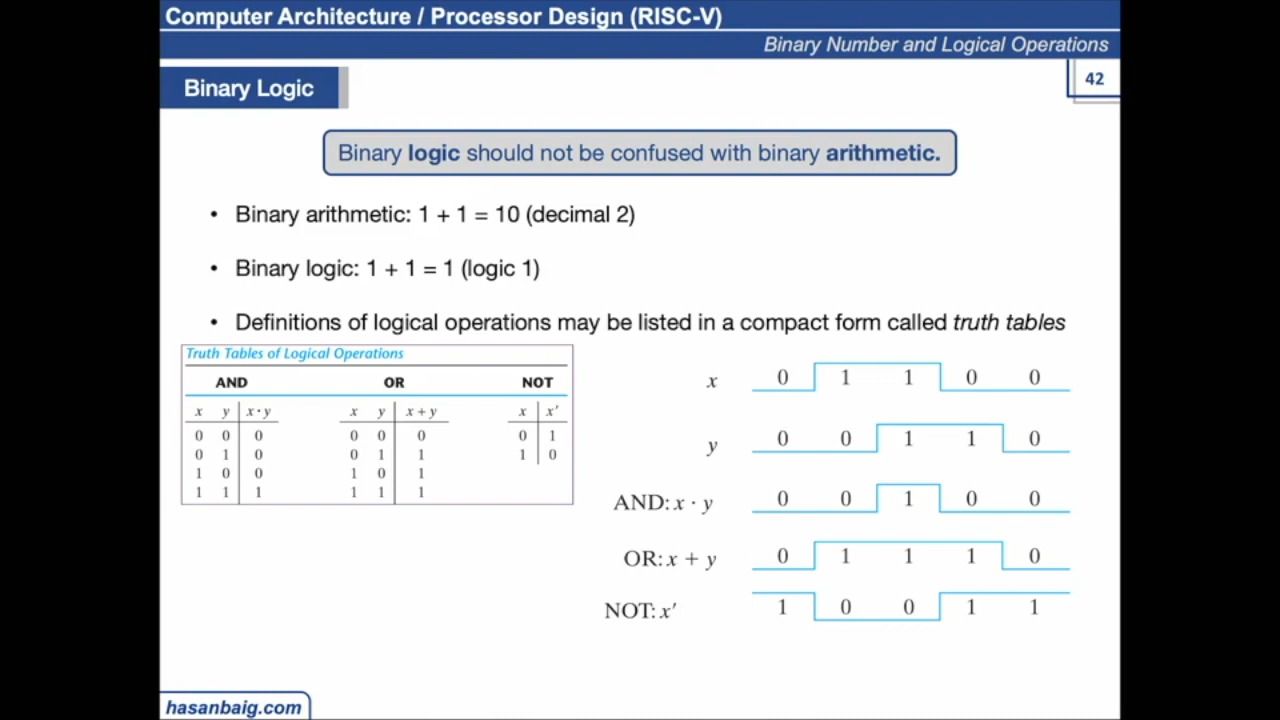 Computer Architecture / Processor Design (RISC-V)
Binary Number and Logical Operations
Binary Logic
42
Binary logic should not be confused with binary arithmetic.
• Binary arithmetic: 1 + 1 = 10 (decimal 2)
• Binary logic: 1 + 1 = 1 (logic 1)
• Definitions of logical operations may be listed in a compact form called truth tables
Truth Tables of Logical Operations
AND OR NOT
x y x · y x y x + y x x′
0 0 0 0 0 0 0 1
0 1 0 0 1 1 1 0
1 0 0 1 0 1
1 1 1 1 1 1
x 0 1 1 0 0
y 0 0 1 1 0
AND: x · y 0 0 1 0 0
OR: x + y 0 1 1 1 0
NOT: x′ 1 0 0 1 1
hasanbaig.com